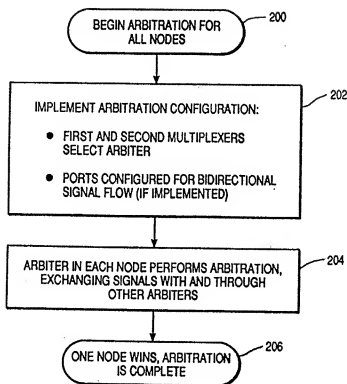 BEGIN ARBITRATION FOR
ALL NODES
200
IMPLEMENT ARBITRATION CONFIGURATION:
● FIRST AND SECOND MULTIPLEXERS
SELECT ARBITER
● PORTS CONFIGURED FOR BIDIRECTIONAL
SIGNAL FLOW (IF IMPLEMENTED)
202
ARBITER IN EACH NODE PERFORMS ARBITRATION,
EXCHANGING SIGNALS WITH AND THROUGH
OTHER ARBITERS
204
ONE NODE WINS, ARBITRATION
IS COMPLETE
206